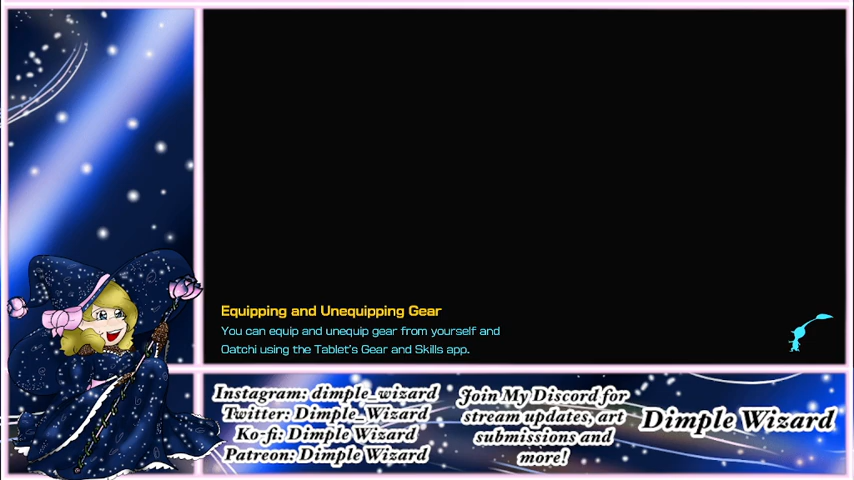 Equipping and Unequipping Gear
You can equip and unequip gear from yourself and
Oatchi using the Tablet's Gear and Skills app.
Instagram: dimple_wizard
Twitter: Dimple_Wizard
Ko-fi: Dimple Wizard
Patreon: Dimple Wizard
Join My Discord for
stream updates, art
submissions and
more!
Dimple Wizard